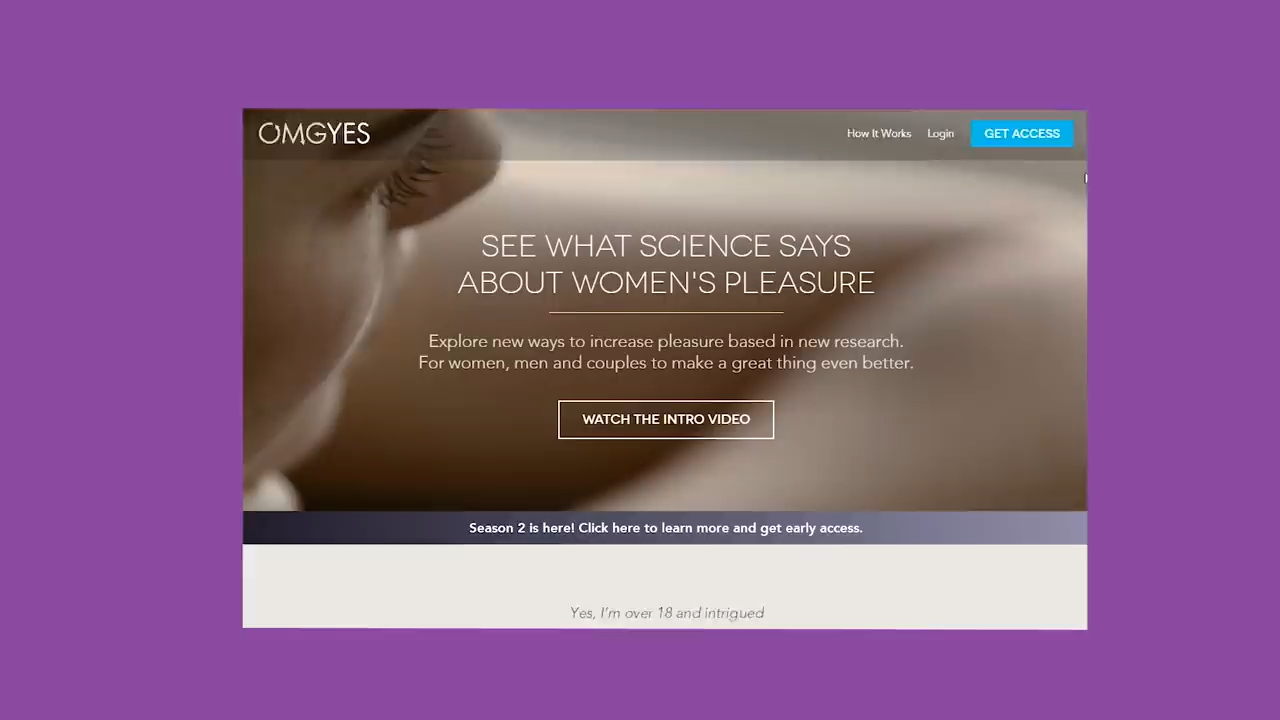 OMGYES
How It Works Login GET ACCESS
SEE WHAT SCIENCE SAYS
ABOUT WOMEN'S PLEASURE
Explore new ways to increase pleasure based in new research.
For women, men and couples to make a great thing even better.
WATCH THE INTRO VIDEO
Season 2 is here! Click here to learn more and get early access.
Yes, I'm over 18 and intrigued